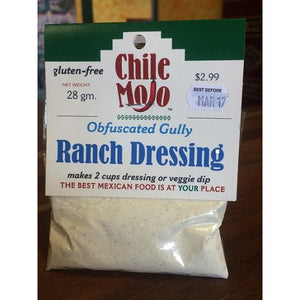 gluten-free
NET WEIGHT
28 gm.
Chile
MoJo™
$2.99
BEST BEFORE
MAR 17
Obfuscated Gully
Ranch Dressing
makes 2 cups dressing or veggie dip
THE BEST MEXICAN FOOD IS AT YOUR PLACE